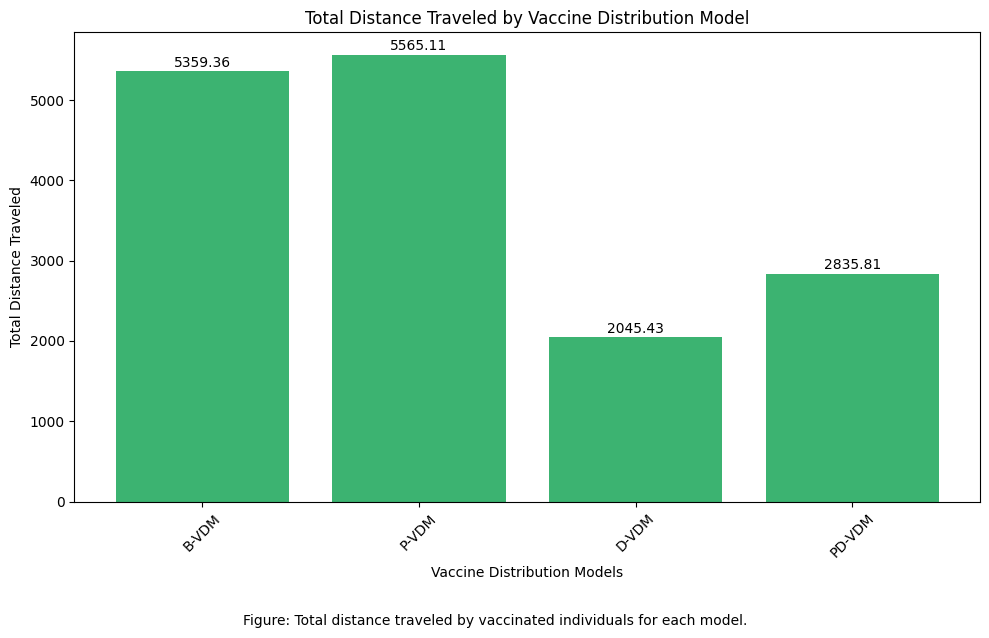 Total Distance Traveled by Vaccine Distribution Model
Total Distance Traveled
5000
4000
3000
2000
1000
0
5359.36
5565.11
2045.43
2835.81
B-VDM
P-VDM
D-VDM
PD-VDM
Vaccine Distribution Models
Figure: Total distance traveled by vaccinated individuals for each model.